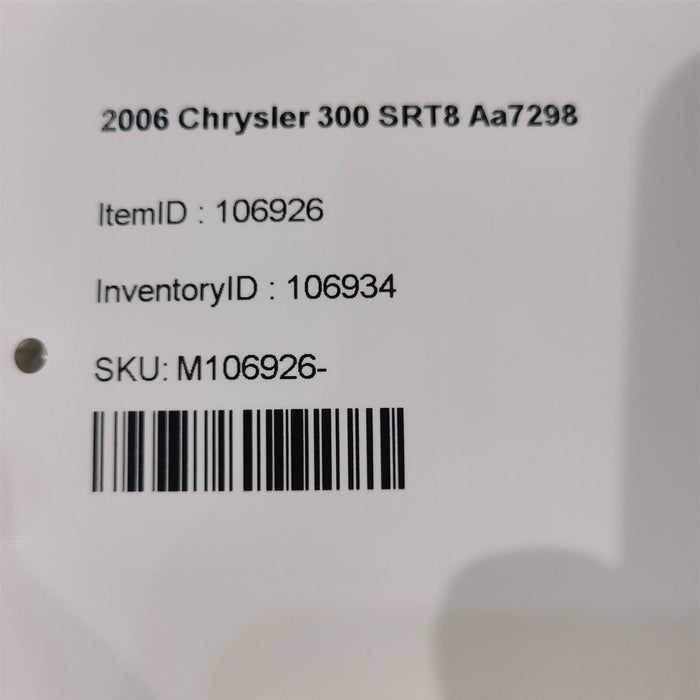 2006 Chrysler 300 SRT8 Aa7298
ItemID : 106926
InventoryID : 106934
SKU: M106926-